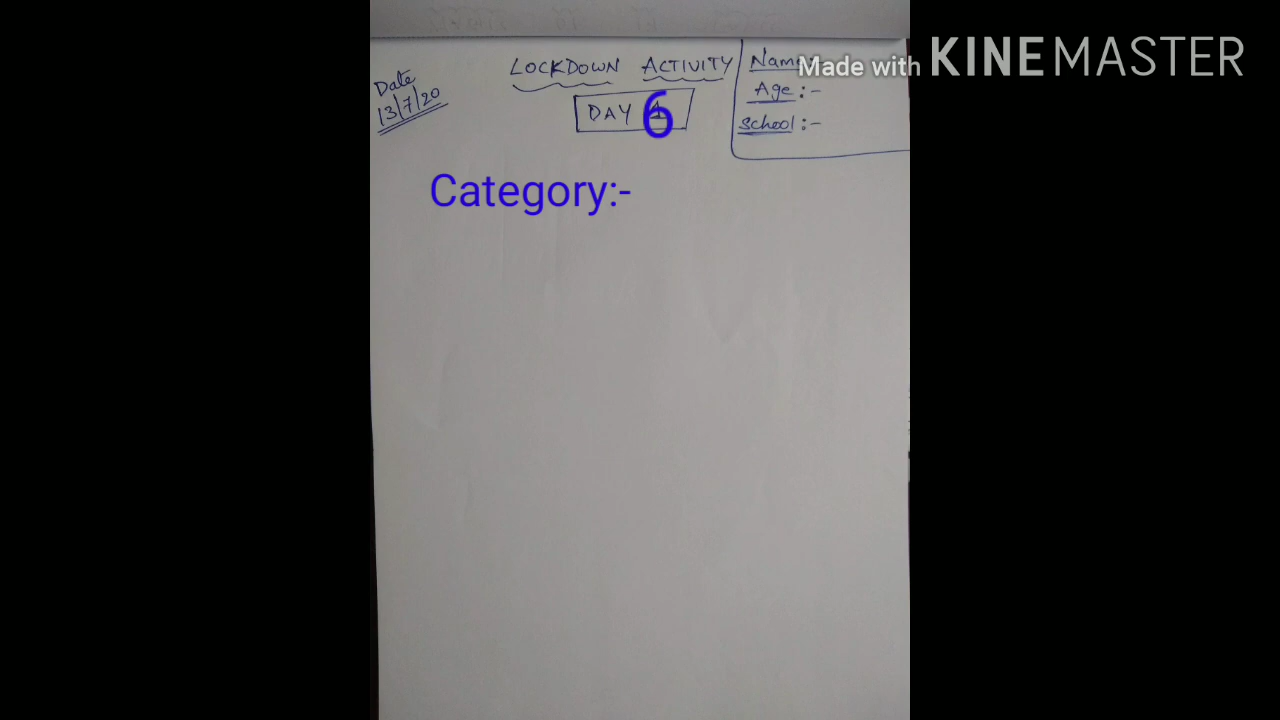 Made with KINEMASTER
LOCKDOWN ACTIVITY
Date
13/7/20
DAY 6
Name
Age :-
School :-
Category:-